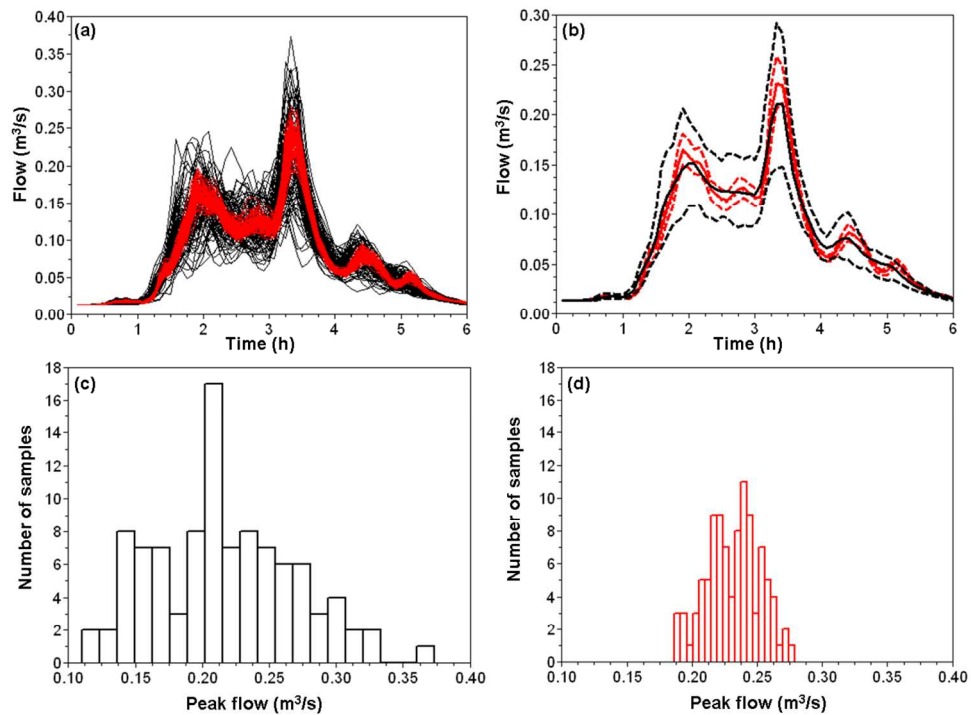 (a)
Flow (m³/s)
0.40
0.35
0.30
0.25
0.20
0.15
0.10
0.05
0.00
0 1 2 3 4 5 6
Time (h)
(b)
Flow (m³/s)
0.30
0.25
0.20
0.15
0.10
0.05
0.00
0 1 2 3 4 5 6
Time (h)
(c)
Number of samples
18
16
14
12
10
8
6
4
2
0
0.10 0.15 0.20 0.25 0.30 0.35 0.40
Peak flow (m³/s)
(d)
Number of samples
18
16
14
12
10
8
6
4
2
0
0.10 0.15 0.20 0.25 0.30 0.35 0.40
Peak flow (m³/s)